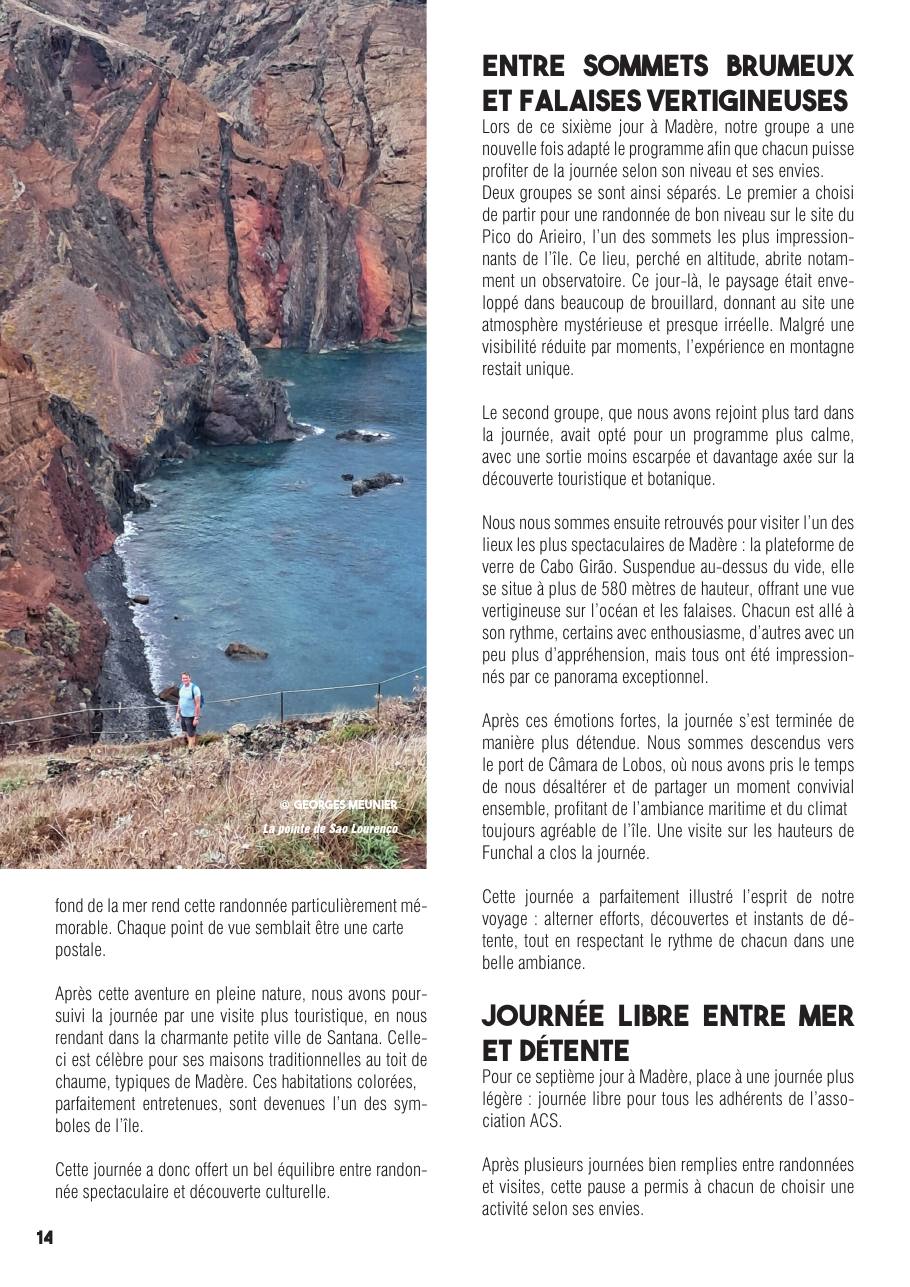 © GEORGES MEUNIER
La pointe de Sao Lourenço
fond de la mer rend cette randonnée particulièrement mé-
morable. Chaque point de vue semblait être une carte
postale.
Après cette aventure en pleine nature, nous avons pour-
suivi la journée par une visite plus touristique, en nous
rendant dans la charmante petite ville de Santana. Celle-
ci est célèbre pour ses maisons traditionnelles au toit de
chaume, typiques de Madère. Ces habitations colorées,
parfaitement entretenues, sont devenues l’un des sym-
boles de l’île.
Cette journée a donc offert un bel équilibre entre randon-
née spectaculaire et découverte culturelle.
ENTRE SOMMETS BRUMEUX
ET FALAISES VERTIGINEUSES
Lors de ce sixième jour à Madère, notre groupe a une
nouvelle fois adapté le programme afin que chacun puisse
profiter de la journée selon son niveau et ses envies.
Deux groupes se sont ainsi séparés. Le premier a choisi
de partir pour une randonnée de bon niveau sur le site du
Pico do Arieiro, l’un des sommets les plus impression-
nants de l’île. Ce lieu, perché en altitude, abrite notam-
ment un observatoire. Ce jour-là, le paysage était enve-
loppé dans beaucoup de brouillard, donnant au site une
atmosphère mystérieuse et presque irréelle. Malgré une
visibilité réduite par moments, l’expérience en montagne
restait unique.
Le second groupe, que nous avons rejoint plus tard dans
la journée, avait opté pour un programme plus calme,
avec une sortie moins escarpée et davantage axée sur la
découverte touristique et botanique.
Nous nous sommes ensuite retrouvés pour visiter l’un des
lieux les plus spectaculaires de Madère : la plateforme de
verre de Cabo Girão. Suspendue au-dessus du vide, elle
se situe à plus de 580 mètres de hauteur, offrant une vue
vertigineuse sur l’océan et les falaises. Chacun est allé à
son rythme, certains avec enthousiasme, d’autres avec un
peu plus d’appréhension, mais tous ont été impression-
nés par ce panorama exceptionnel.
Après ces émotions fortes, la journée s’est terminée de
manière plus détendue. Nous sommes descendus vers
le port de Câmara de Lobos, où nous avons pris le temps
de nous désaltérer et de partager un moment convivial
ensemble, profitant de l’ambiance maritime et du climat
toujours agréable de l’île. Une visite sur les hauteurs de
Funchal a clos la journée.
Cette journée a parfaitement illustré l’esprit de notre
voyage : alterner efforts, découvertes et instants de dé-
tente, tout en respectant le rythme de chacun dans une
belle ambiance.
JOURNÉE LIBRE ENTRE MER
ET DÉTENTE
Pour ce septième jour à Madère, place à une journée plus
légère : journée libre pour tous les adhérents de l’asso-
ciation ACS.
Après plusieurs journées bien remplies entre randonnées
et visites, cette pause a permis à chacun de choisir une
activité selon ses envies.
14